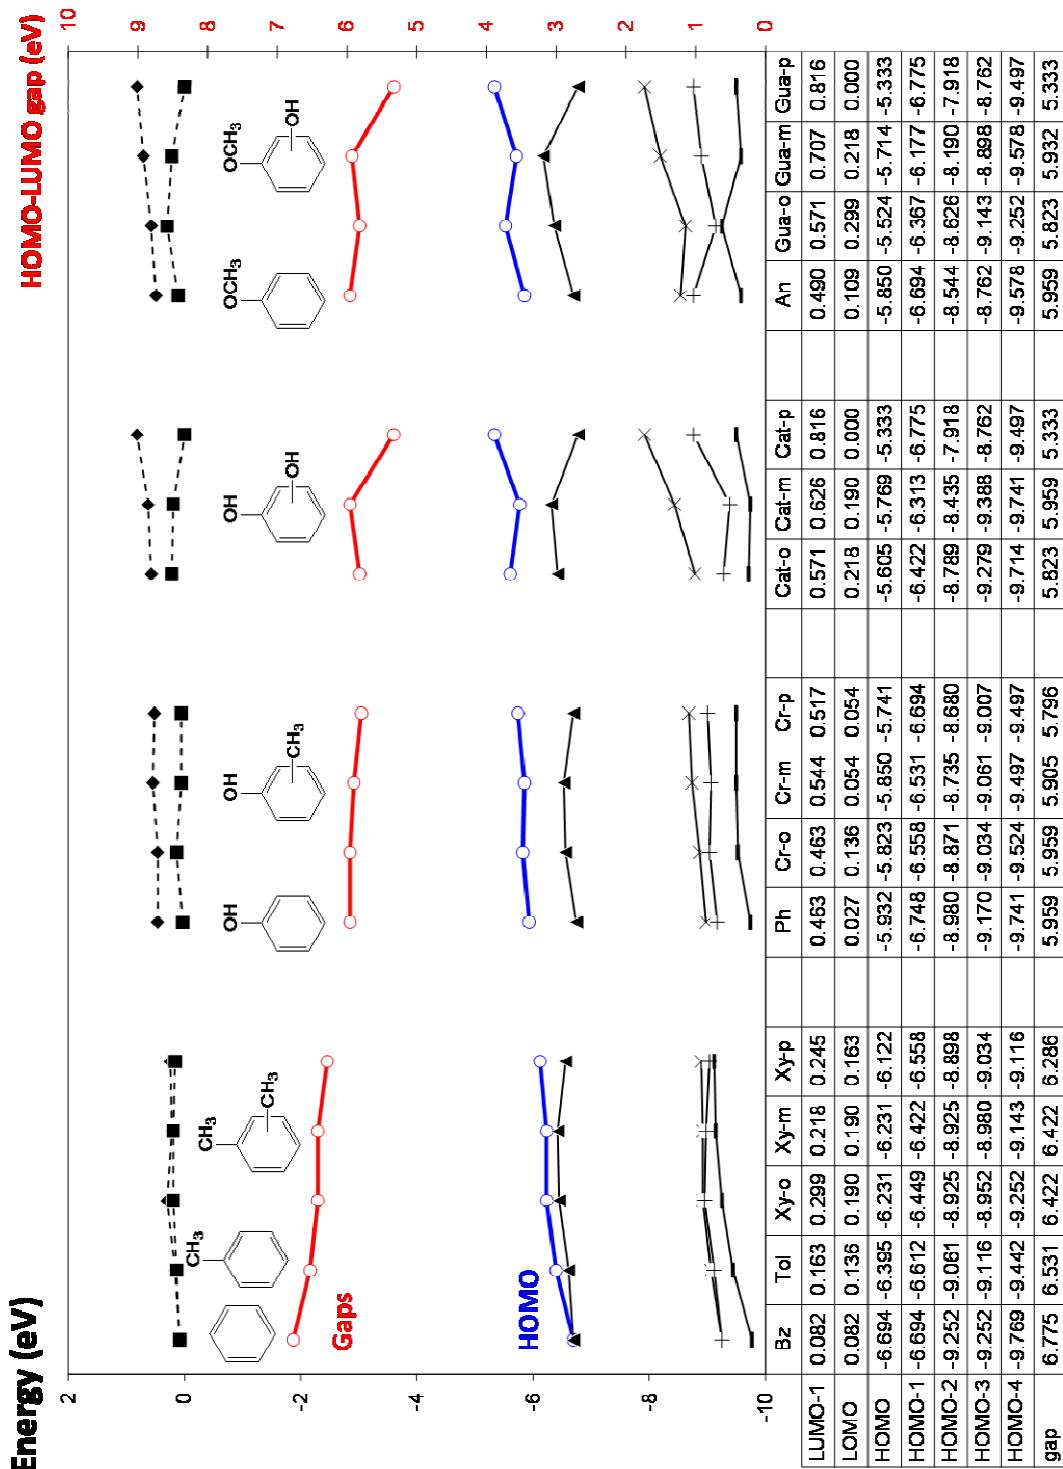 Energy (eV)
HOMO-LUMO gap (eV)
2
0
-2
-4
-6
-8
-10
10
9
8
7
6
5
4
3
2
1
0
CH3
CH3
CH3
OH
OH
CH3
OH
OH
OCH3
OCH3
OH
Gaps
HOMO
Bz Tol Xy-o Xy-m Xy-p Ph Cr-o Cr-m Cr-p Cat-o Cat-m Cat-p An Gua-o Gua-m Gua-p
LUMO-1 0.082 0.163 0.299 0.218 0.245 0.463 0.463 0.544 0.517 0.571 0.626 0.816 0.490 0.571 0.707 0.816
LOMO 0.082 0.136 0.190 0.190 0.163 0.027 0.136 0.054 0.054 0.218 0.190 0.000 0.109 0.299 0.218 0.000
HOMO -6.694 -6.395 -6.231 -6.231 -6.122 -5.932 -5.823 -5.850 -5.741 -5.605 -5.769 -5.333 -5.850 -5.524 -5.714 -5.333
HOMO-1 -6.694 -6.612 -6.449 -6.422 -6.558 -6.748 -6.558 -6.531 -6.694 -6.422 -6.313 -6.775 -6.694 -6.367 -6.177 -6.775
HOMO-2 -9.252 -9.061 -8.925 -8.925 -8.898 -8.980 -8.871 -8.735 -8.680 -8.789 -8.435 -7.918 -8.544 -8.626 -8.190 -7.918
HOMO-3 -9.252 -9.116 -8.952 -8.980 -9.034 -9.170 -9.034 -9.061 -9.007 -9.279 -9.388 -8.762 -8.762 -9.143 -8.898 -8.762
HOMO-4 -9.769 -9.442 -9.252 -9.143 -9.116 -9.741 -9.524 -9.497 -9.497 -9.714 -9.741 -9.497 -9.578 -9.252 -9.578 -9.497
gap 6.775 6.531 6.422 6.422 6.286 5.959 5.959 5.905 5.796 5.823 5.959 5.333 5.959 5.823 5.932 5.333